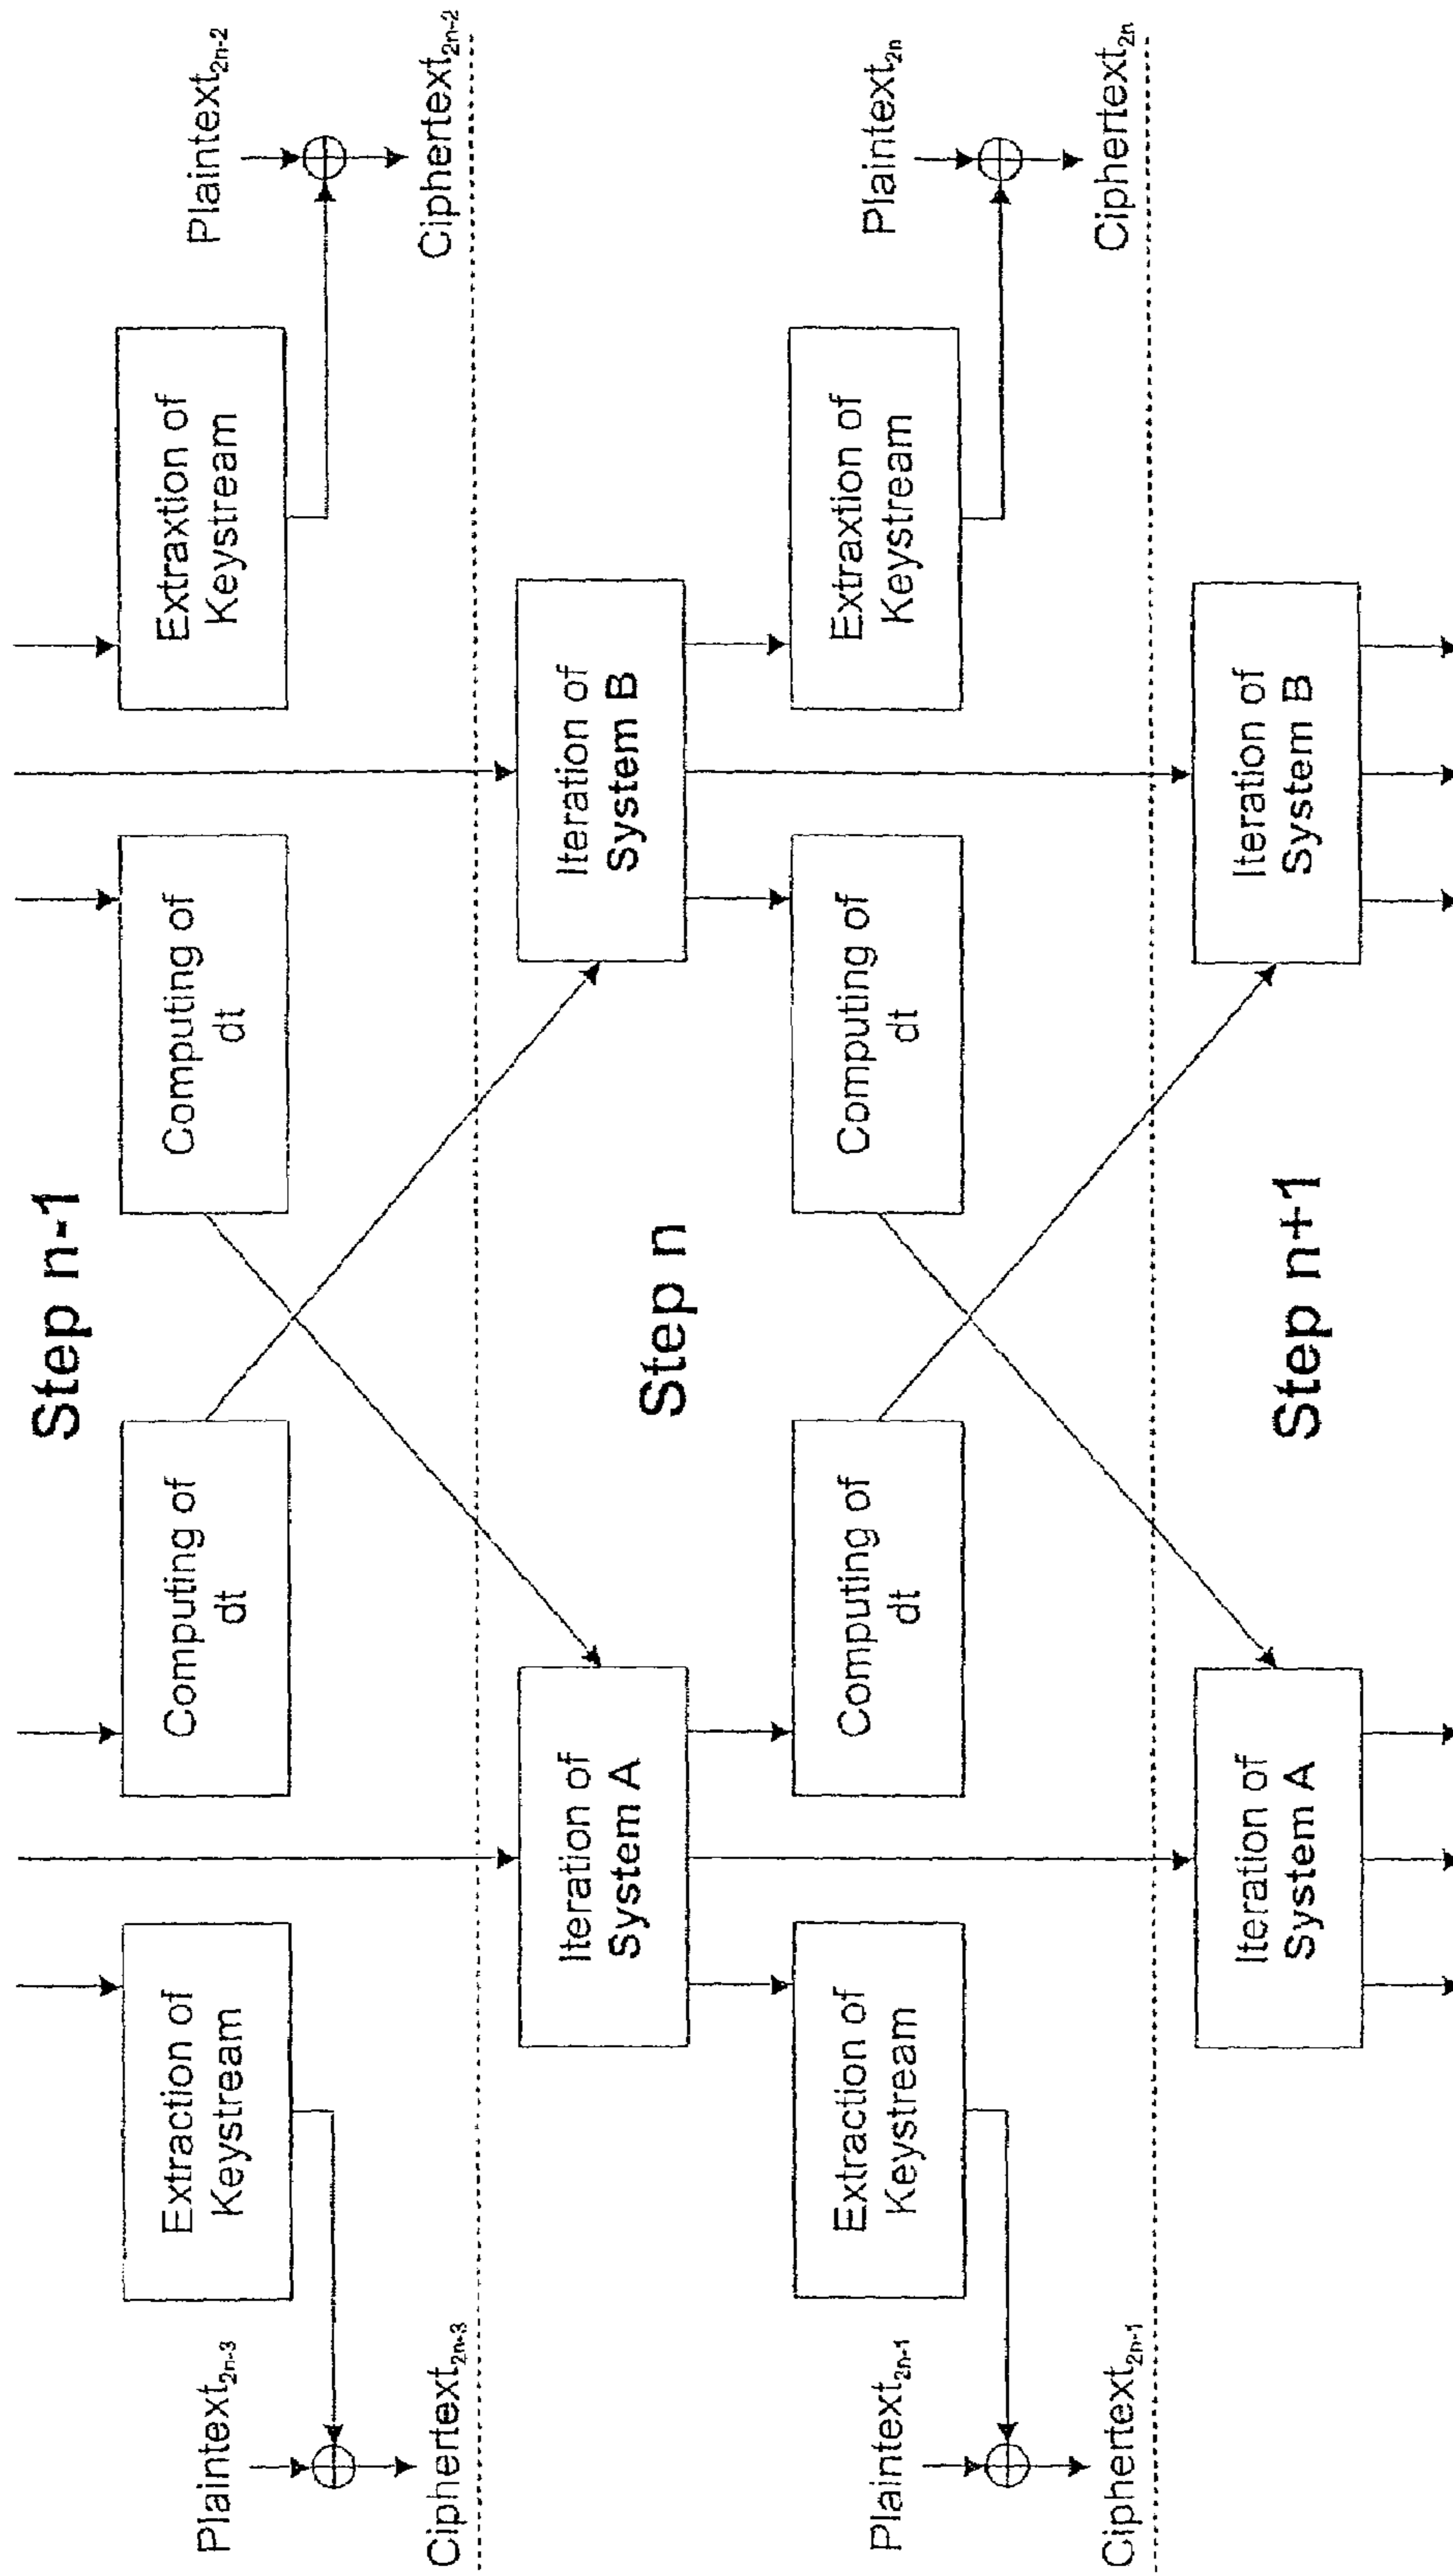 Step n-1
Plaintext₂ₙ₋₃
Extraction of
Keystream
Computing of
dt
Computing of
dt
Extraxtion of
Keystream
Plaintext₂ₙ₋₂
Ciphertext₂ₙ₋₃
Ciphertext₂ₙ₋₂
Iteration of
System A
Step n
Iteration of
System B
Plaintext₂ₙ₋₁
Extraction of
Keystream
Computing of
dt
Computing of
dt
Extraxtion of
Keystream
Plaintext₂ₙ
Ciphertext₂ₙ₋₁
Ciphertext₂ₙ
Iteration of
System A
Step n+1
Iteration of
System B